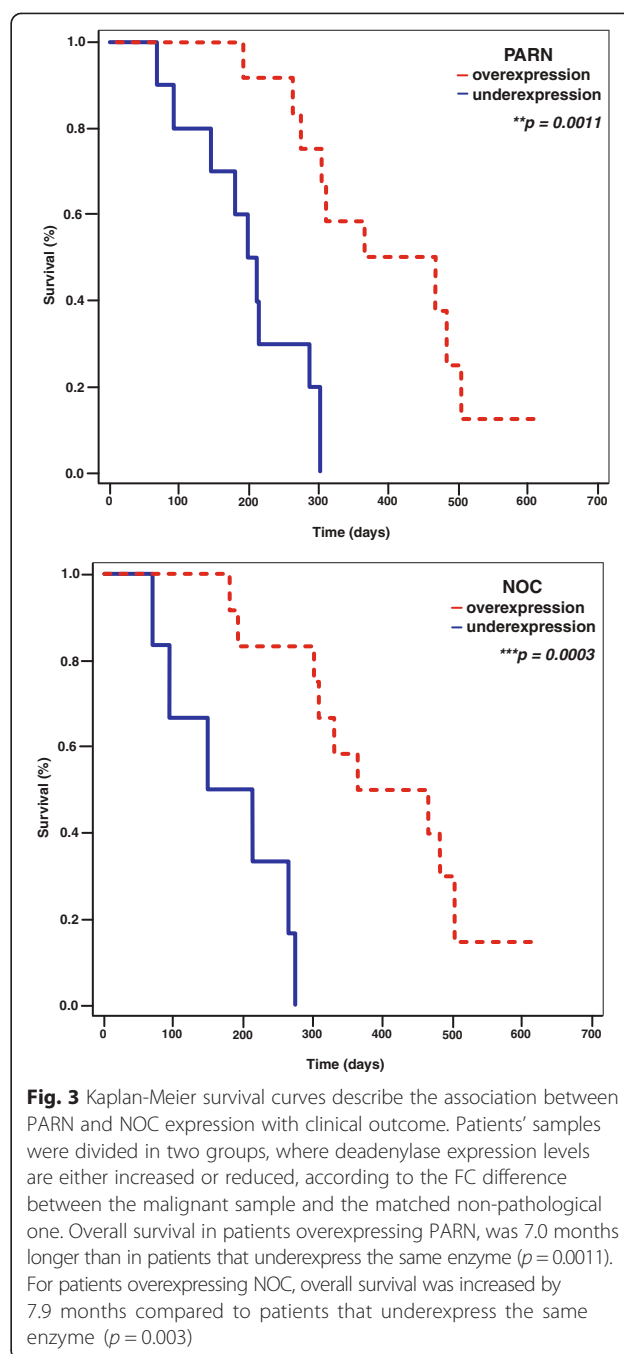 PARN
overexpression
underexpression
**p = 0.0011
1.0
0.8
0.6
0.4
0.2
0.0
Survival (%)
0 100 200 300 400 500 600 700
Time (days)
NOC
overexpression
underexpression
***p = 0.0003
1.0
0.8
0.6
0.4
0.2
0.0
Survival (%)
0 100 200 300 400 500 600 700
Time (days)
Fig. 3 Kaplan-Meier survival curves describe the association between
PARN and NOC expression with clinical outcome. Patients’ samples
were divided in two groups, where deadenylase expression levels
are either increased or reduced, according to the FC difference
between the malignant sample and the matched non-pathological
one. Overall survival in patients overexpressing PARN, was 7.0 months
longer than in patients that underexpress the same enzyme (p = 0.0011).
For patients overexpressing NOC, overall survival was increased by
7.9 months compared to patients that underexpress the same
enzyme (p = 0.003)